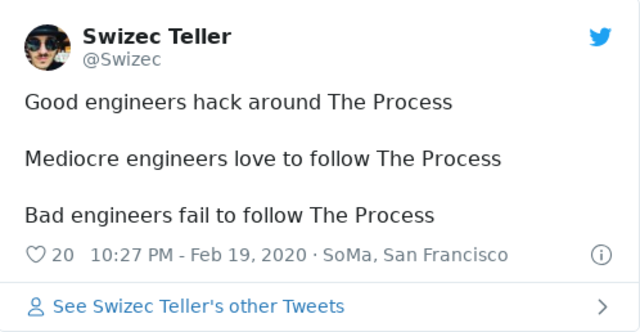 Swizec Teller
@Swizec
Good engineers hack around The Process
Mediocre engineers love to follow The Process
Bad engineers fail to follow The Process
20 10:27 PM - Feb 19, 2020 · SoMa, San Francisco
See Swizec Teller's other Tweets